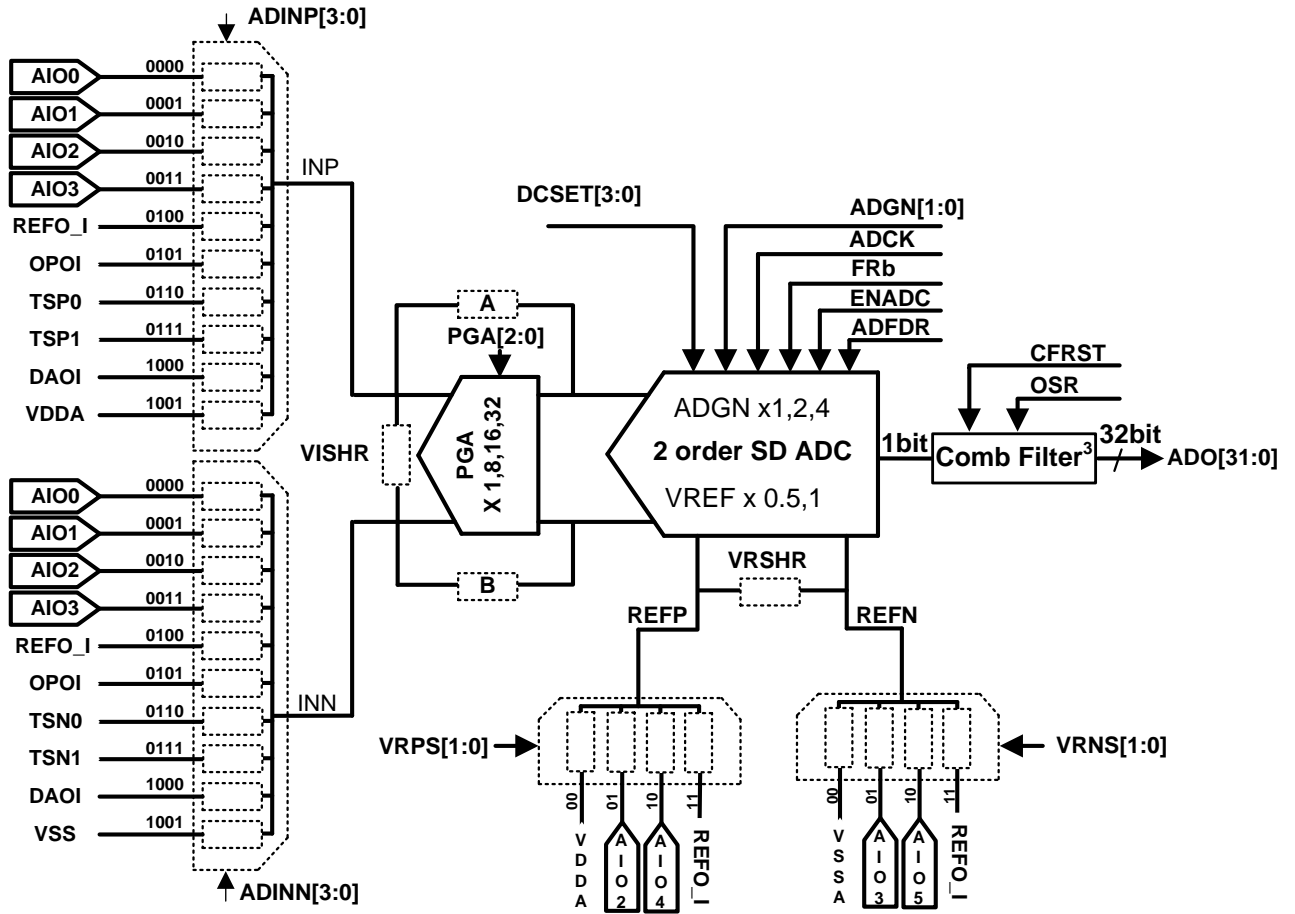 ADINP[3:0]
AIO0 0000
AIO1 0001
AIO2 0010
AIO3 0011
REFO_I 0100
OPOI 0101
TSP0 0110
TSP1 0111
DAOI 1000
VDDA 1001
INP
AIO0 0000
AIO1 0001
AIO2 0010
AIO3 0011
REFO_I 0100
OPOI 0101
TSN0 0110
TSN1 0111
DAOI 1000
VSS 1001
INN
ADINN[3:0]
VISHR
A
PGA[2:0]
PGA
X 1,8,16,32
B
DCSET[3:0]
ADGN[1:0]
ADCK
FRb
ENADC
ADFDR
ADGN x1,2,4
2 order SD ADC
VREF x 0.5,1
1bit
CFRST
OSR
Comb Filter³
32bit
ADO[31:0]
VRSHR
REFP
REFN
VRPS[1:0]
00 01 10 11
VDDA
AIO2
AIO4
REFO_I
VRNS[1:0]
00 01 10 11
VSSA
AIO3
AIO5
REFO_I